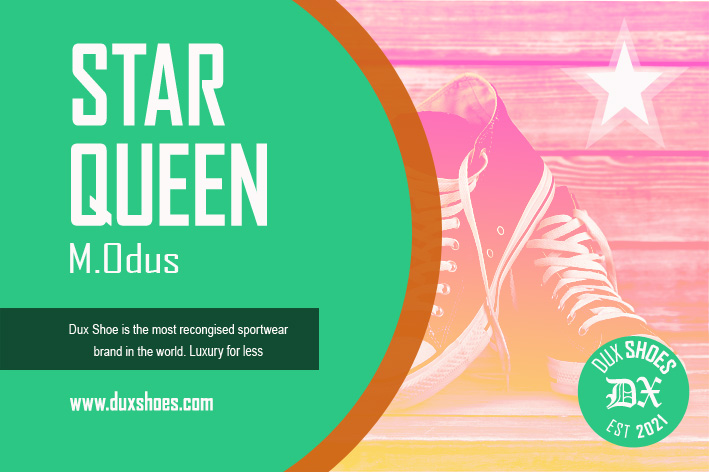 STAR
QUEEN
M.Odus
Dux Shoe is the most recongised sportwear
brand in the world. Luxury for less
www.duxshoes.com
DUX SHOES
DX
EST 2021